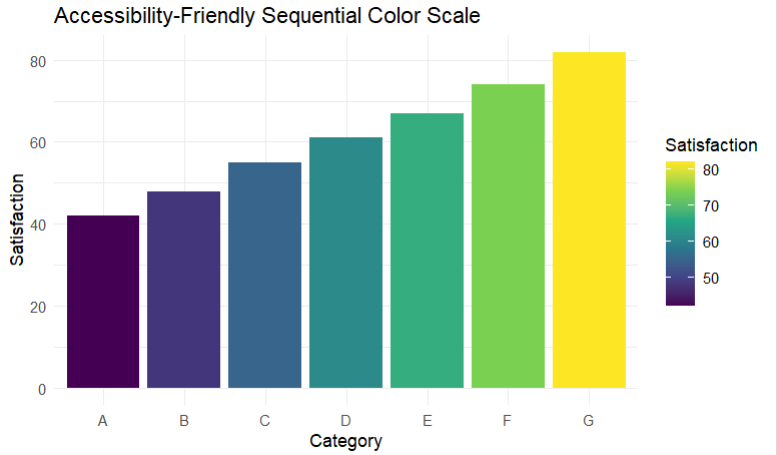 Accessibility-Friendly Sequential Color Scale
Satisfaction
80
60
40
20
0
A B C D E F G
Category
Satisfaction
80
70
60
50